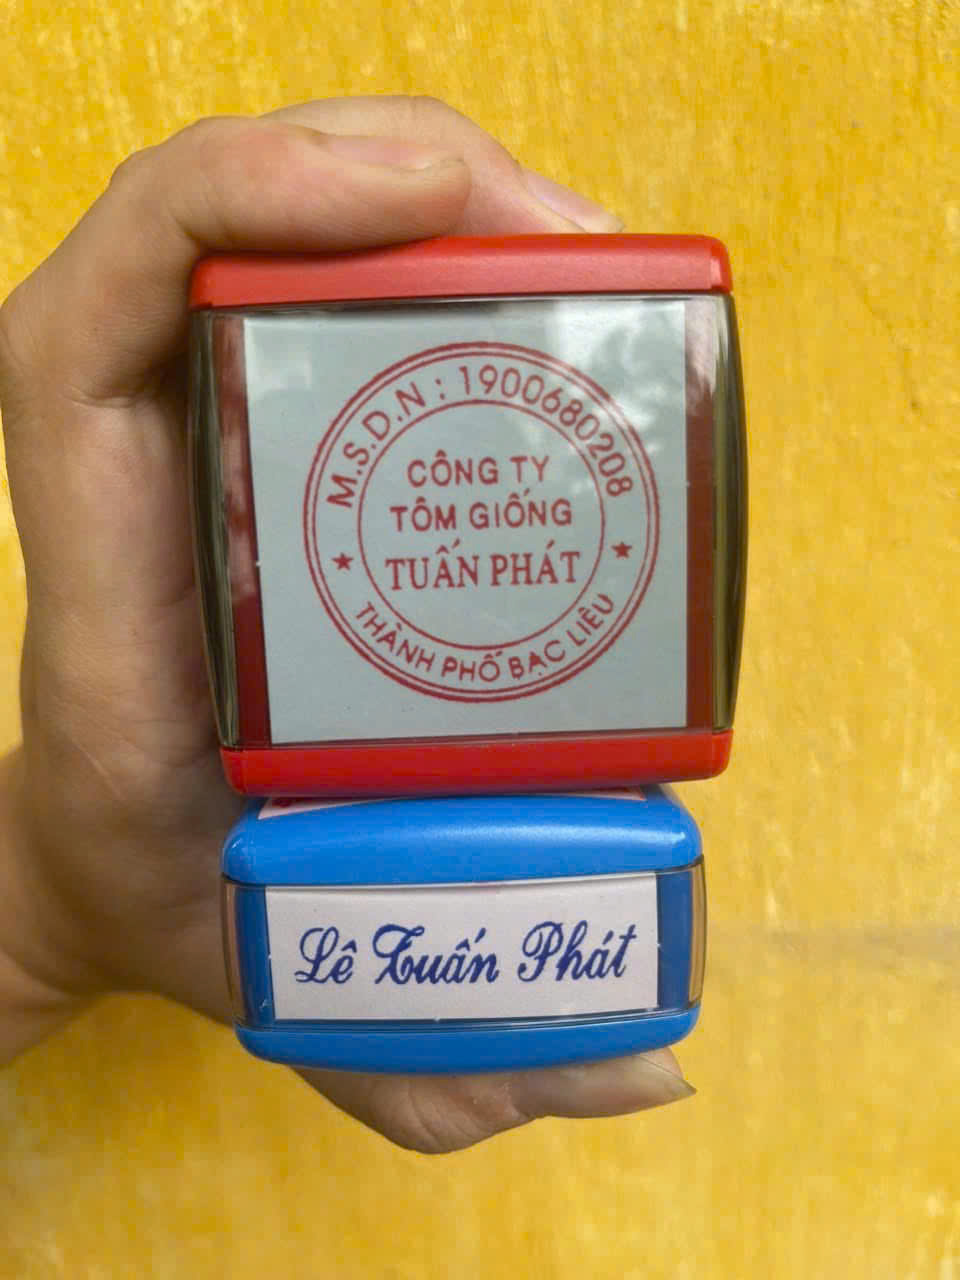 M.S.D.N : 1900680208
CÔNG TY
TÔM GIỐNG
TUẤN PHÁT
★ ★
THÀNH PHỐ BẠC LIÊU
Lê Tuấn Phát